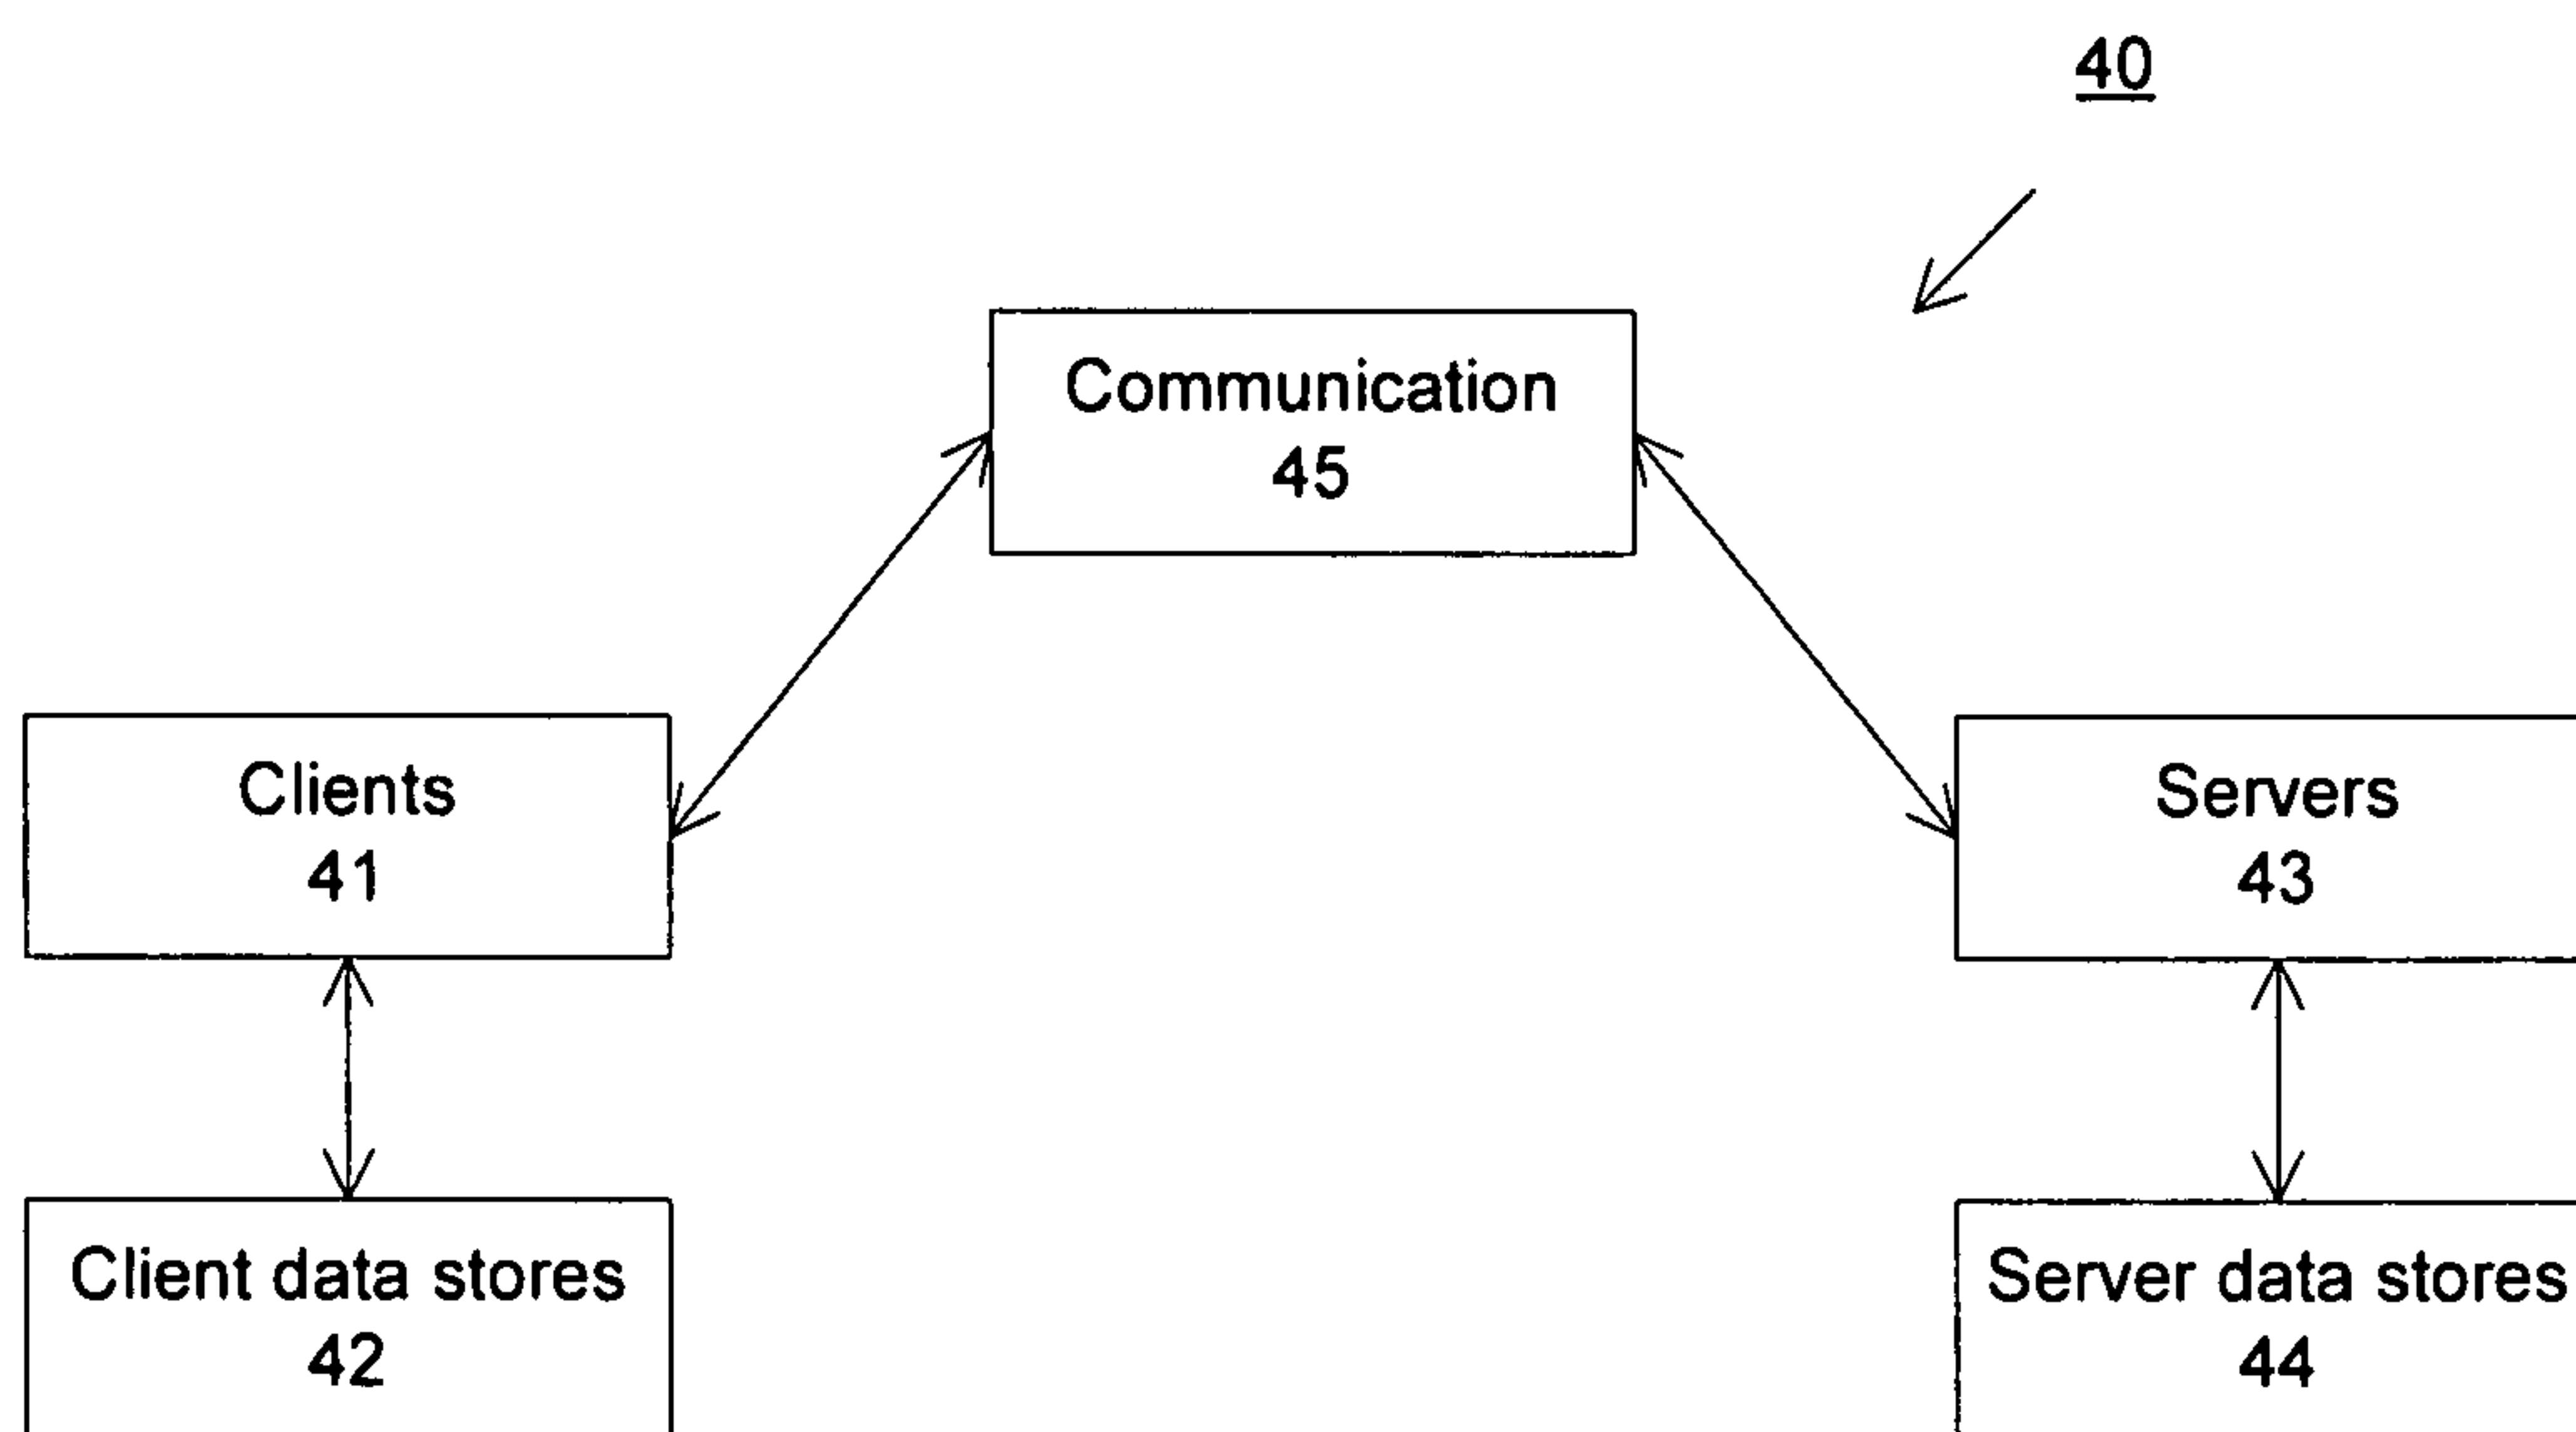 40
Communication
45
Clients
41
Servers
43
Client data stores
42
Server data stores
44